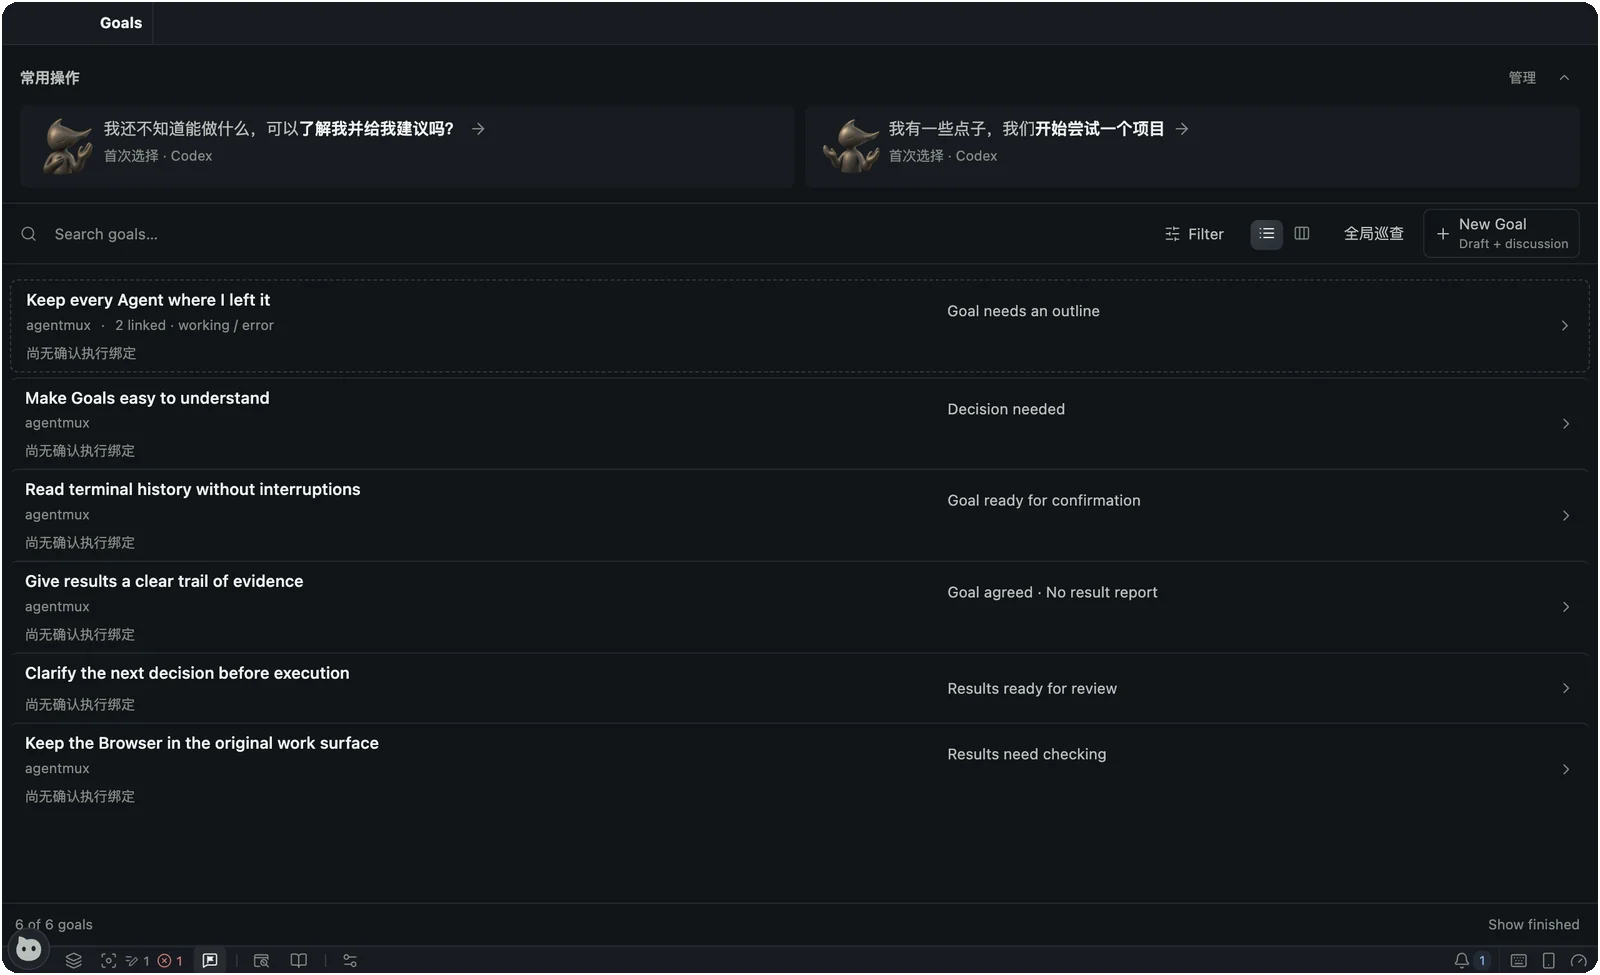 Goals
常用操作
管理
我还不知道能做什么，可以了解我并给我建议吗？ →
首次选择 · Codex
我有一些点子，我们开始尝试一个项目 →
首次选择 · Codex
Search goals...
Filter
全局巡查
+ New Goal
Draft + discussion
Keep every Agent where I left it
agentmux · 2 linked · working / error
尚无确认执行绑定
Goal needs an outline
Make Goals easy to understand
agentmux
尚无确认执行绑定
Decision needed
Read terminal history without interruptions
agentmux
尚无确认执行绑定
Goal ready for confirmation
Give results a clear trail of evidence
agentmux
尚无确认执行绑定
Goal agreed · No result report
Clarify the next decision before execution
尚无确认执行绑定
Results ready for review
Keep the Browser in the original work surface
agentmux
尚无确认执行绑定
Results need checking
6 of 6 goals
Show finished
1
1
1